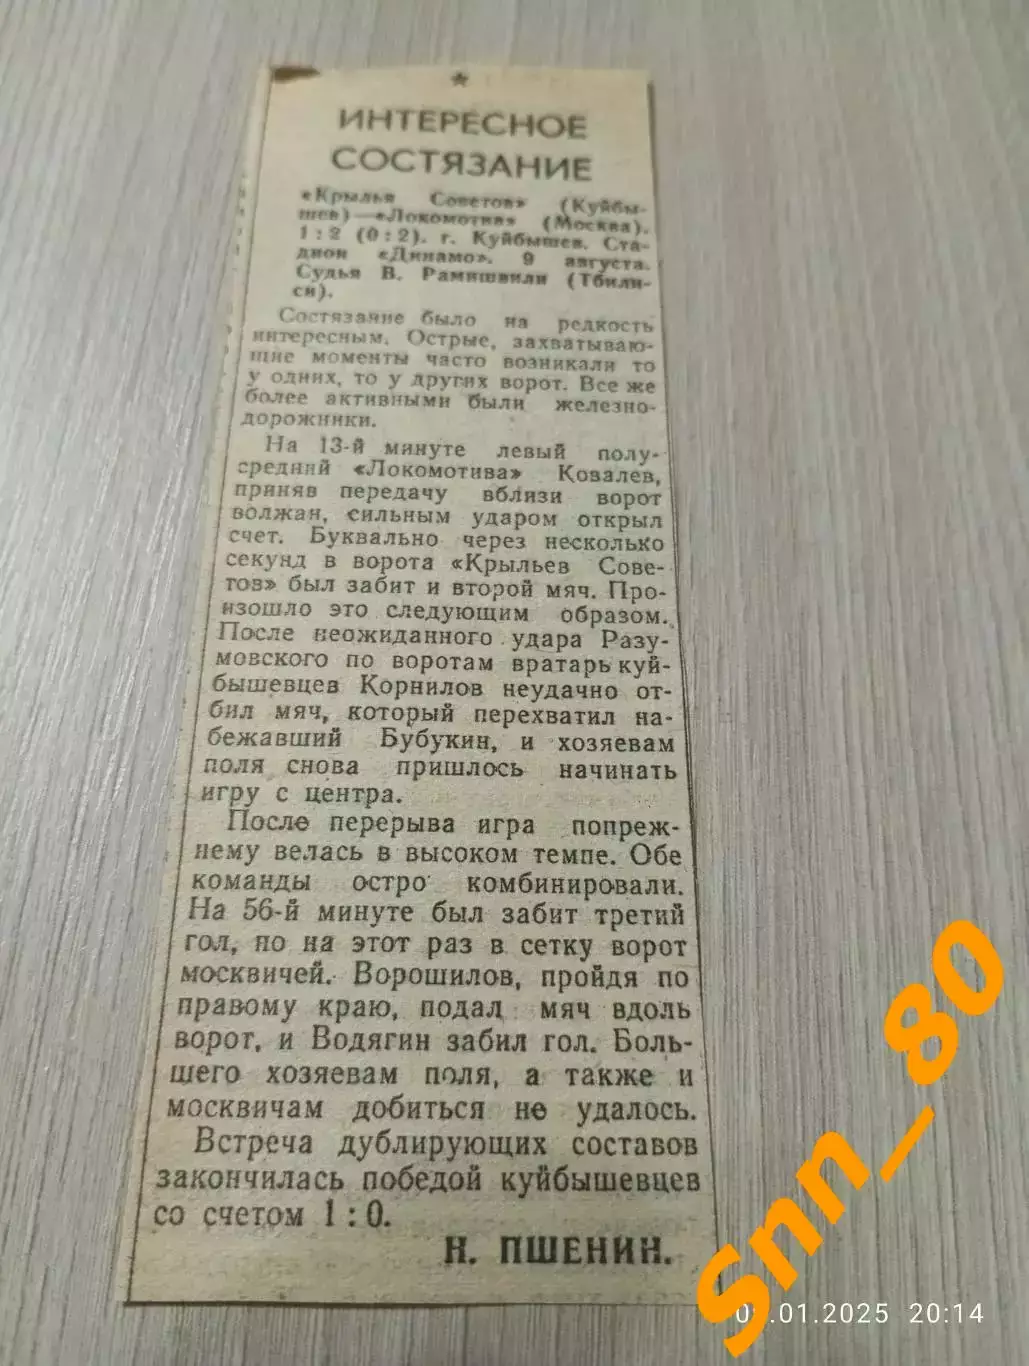 ИНТЕРЕСНОЕ
СОСТЯЗАНИЕ
«Крылья Советов» (Куйбы-
шев)—«Локомотив» (Москва).
1 : 2 (0 : 2). г. Куйбышев. Ста-
дион «Динамо». 9 августа.
Судья В. Рамишвили (Тбили-
си).
Состязание было на редкость
интересным. Острые, захватываю-
щие моменты часто возникали то
у одних, то у других ворот. Все же
более активными были железно-
дорожники.
На 13-й минуте левый полу-
средний «Локомотива» Ковалев,
приняв передачу вблизи ворот
волжан, сильным ударом открыл
счет. Буквально через несколько
секунд в ворота «Крыльев Сове-
тов» был забит и второй мяч. Про-
изошло это следующим образом.
После неожиданного удара Разу-
мовского по воротам вратарь куй-
бышевцев Корнилов неудачно от-
бил мяч, который перехватил на-
бежавший Бубукин, и хозяевам
поля снова пришлось начинать
игру с центра.
После перерыва игра попреж-
нему велась в высоком темпе. Обе
команды остро комбинировали.
На 56-й минуте был забит третий
гол, но на этот раз в сетку ворот
москвичей. Ворошилов, пройдя по
правому краю, подал мяч вдоль
ворот, и Водягин забил гол. Боль-
шего хозяевам поля, а также и
москвичам добиться не удалось.
Встреча дублирующих составов
закончилась победой куйбышевцев
со счетом 1 : 0.
Н. ПШЕНИН.
snn_80
.01.2025 20:14